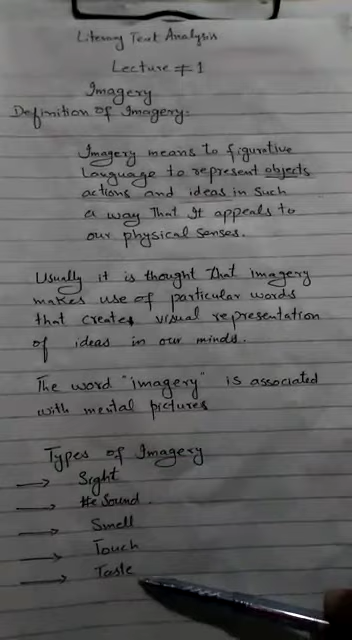 Literary Text Analysis
Lecture # 1
Imagery
Definition of Imagery:
Imagery means to figurative
Language to represent objects
actions and ideas in such
a way that It appeals to
our physical senses.
Usually it is thought that imagery
makes use of particular words
that creates visual representation
of ideas in our minds.
The word "imagery" is associated
with mental pictures
Types of Imagery
→ Sight
→ Sound
→ Smell
→ Touch
→ Taste